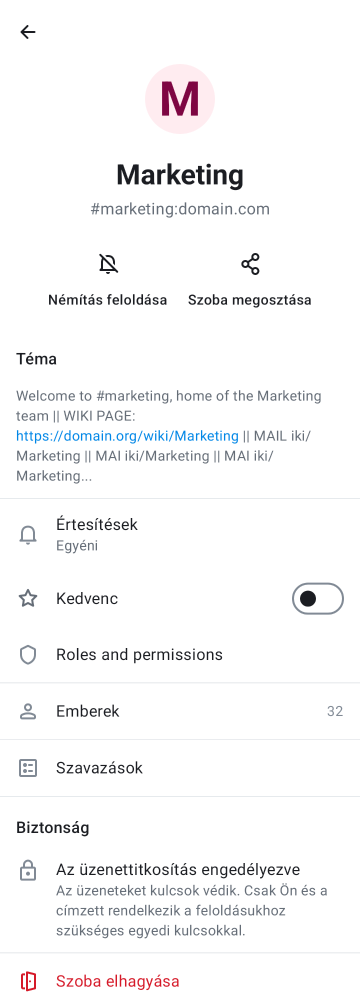 M
Marketing
#marketing:domain.com
Némítás feloldása
Szoba megosztása
Téma
Welcome to #marketing, home of the Marketing
team || WIKI PAGE:
https://domain.org/wiki/Marketing || MAIL iki/
Marketing || MAI iki/Marketing || MAI iki/
Marketing...
Értesítések
Egyéni
Kedvenc
Roles and permissions
Emberek 32
Szavazások
Biztonság
Az üzenettitkosítás engedélyezve
Az üzeneteket kulcsok védik. Csak Ön és a
címzett rendelkezik a feloldásukhoz
szükséges egyedi kulcsokkal.
Szoba elhagyása